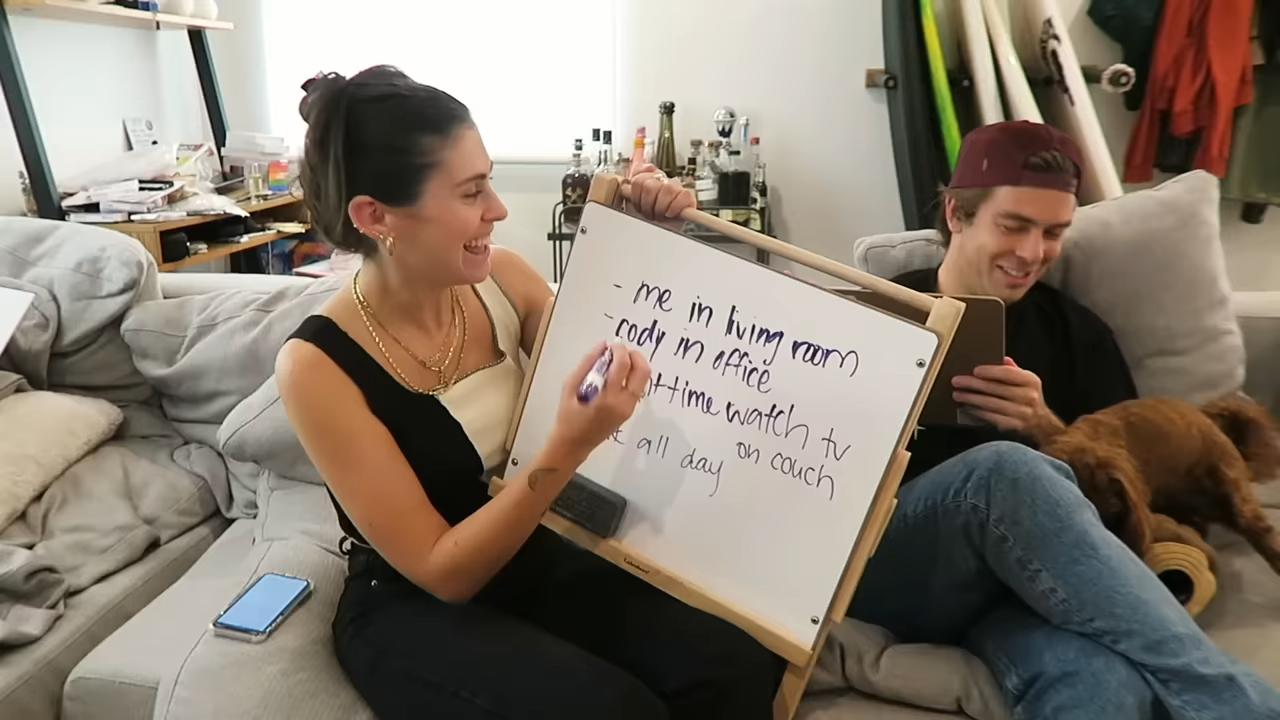 - me in living room
- cody in office
time watch tv
on couch
all day